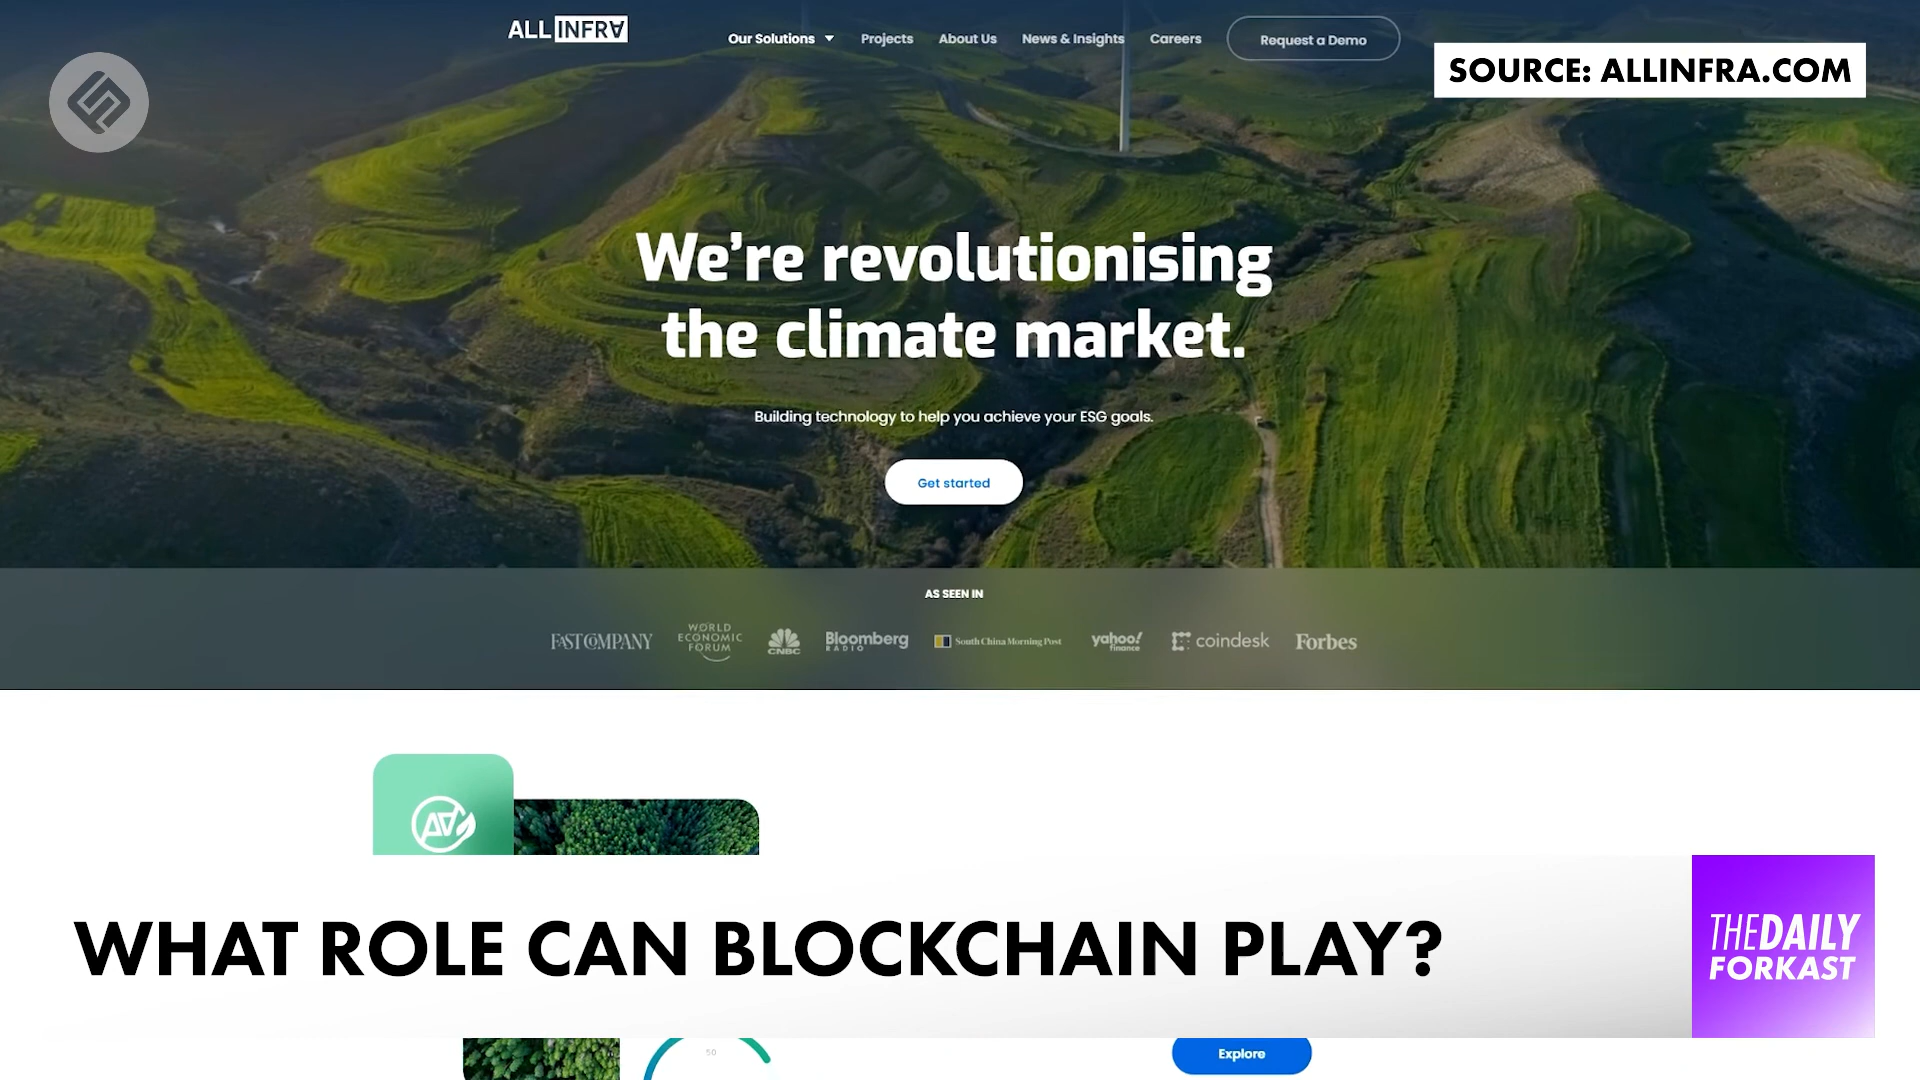 ALL INFRA
Our Solutions Projects About Us News & Insights Careers Request a Demo
SOURCE: ALLINFRA.COM
We're revolutionising
the climate market.
Building technology to help you achieve your ESG goals.
Get started
AS SEEN IN
FAST COMPANY
WORLD
ECONOMIC
FORUM
CNBC
Bloomberg
RADIO
South China Morning Post
yahoo!
finance
coindesk
Forbes
WHAT ROLE CAN BLOCKCHAIN PLAY?
THE DAILY
FORKAST
50
Explore